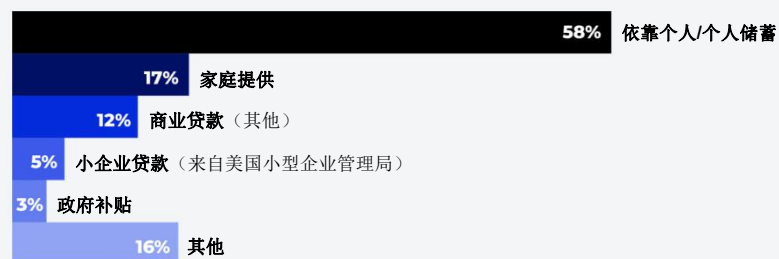 58% 依靠个人/个人储蓄
17% 家庭提供
12% 商业贷款（其他）
5% 小企业贷款（来自美国小型企业管理局）
3% 政府补贴
16% 其他